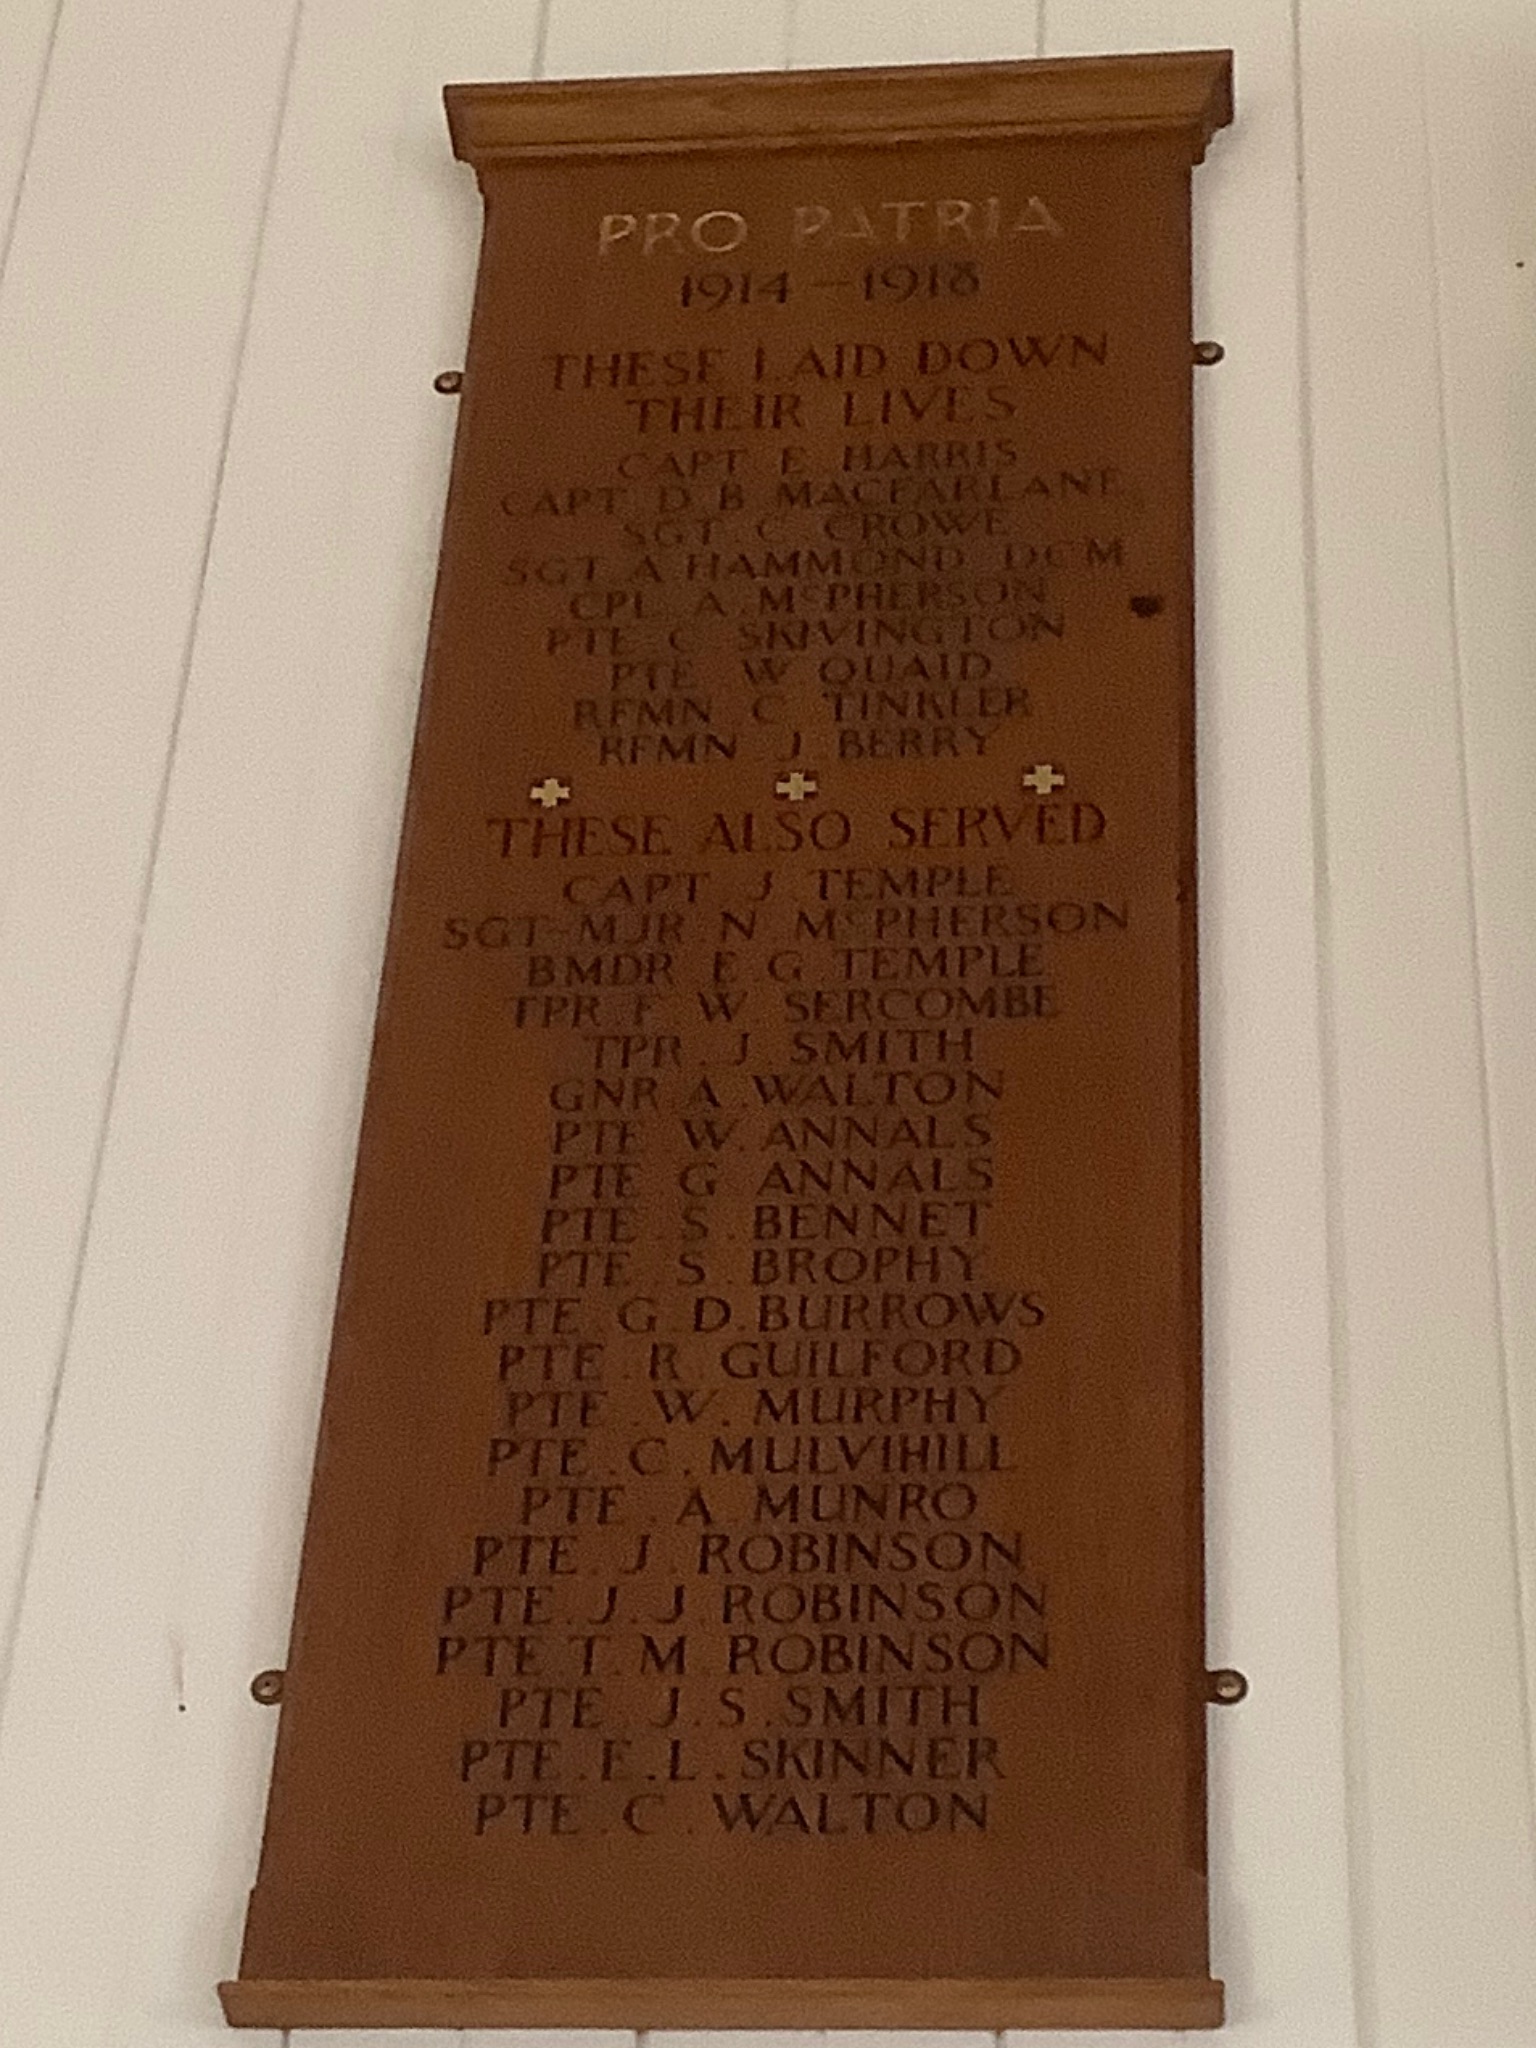 PRO PATRIA
1914 - 1918
THESE LAID DOWN
THEIR LIVES
CAPT E HARRIS
CAPT D B MACFARLANE
SGT C CROWE
SGT A HAMMOND DCM
CPL A McPHERSON
PTE C SKIVINGTON
PTE W QUAID
RFMN C TINKLER
RFMN J BERRY
THESE ALSO SERVED
CAPT J TEMPLE
SGT-MJR N McPHERSON
BMDR E G TEMPLE
TPR F W SERCOMBE
TPR J SMITH
GNR A WALTON
PTE W ANNALS
PTE G ANNALS
PTE S BENNET
PTE S BROPHY
PTE G D BURROWS
PTE R GUILFORD
PTE W MURPHY
PTE C MULVIHILL
PTE A MUNRO
PTE J ROBINSON
PTE J J ROBINSON
PTE T M ROBINSON
PTE J S SMITH
PTE E L SKINNER
PTE C WALTON